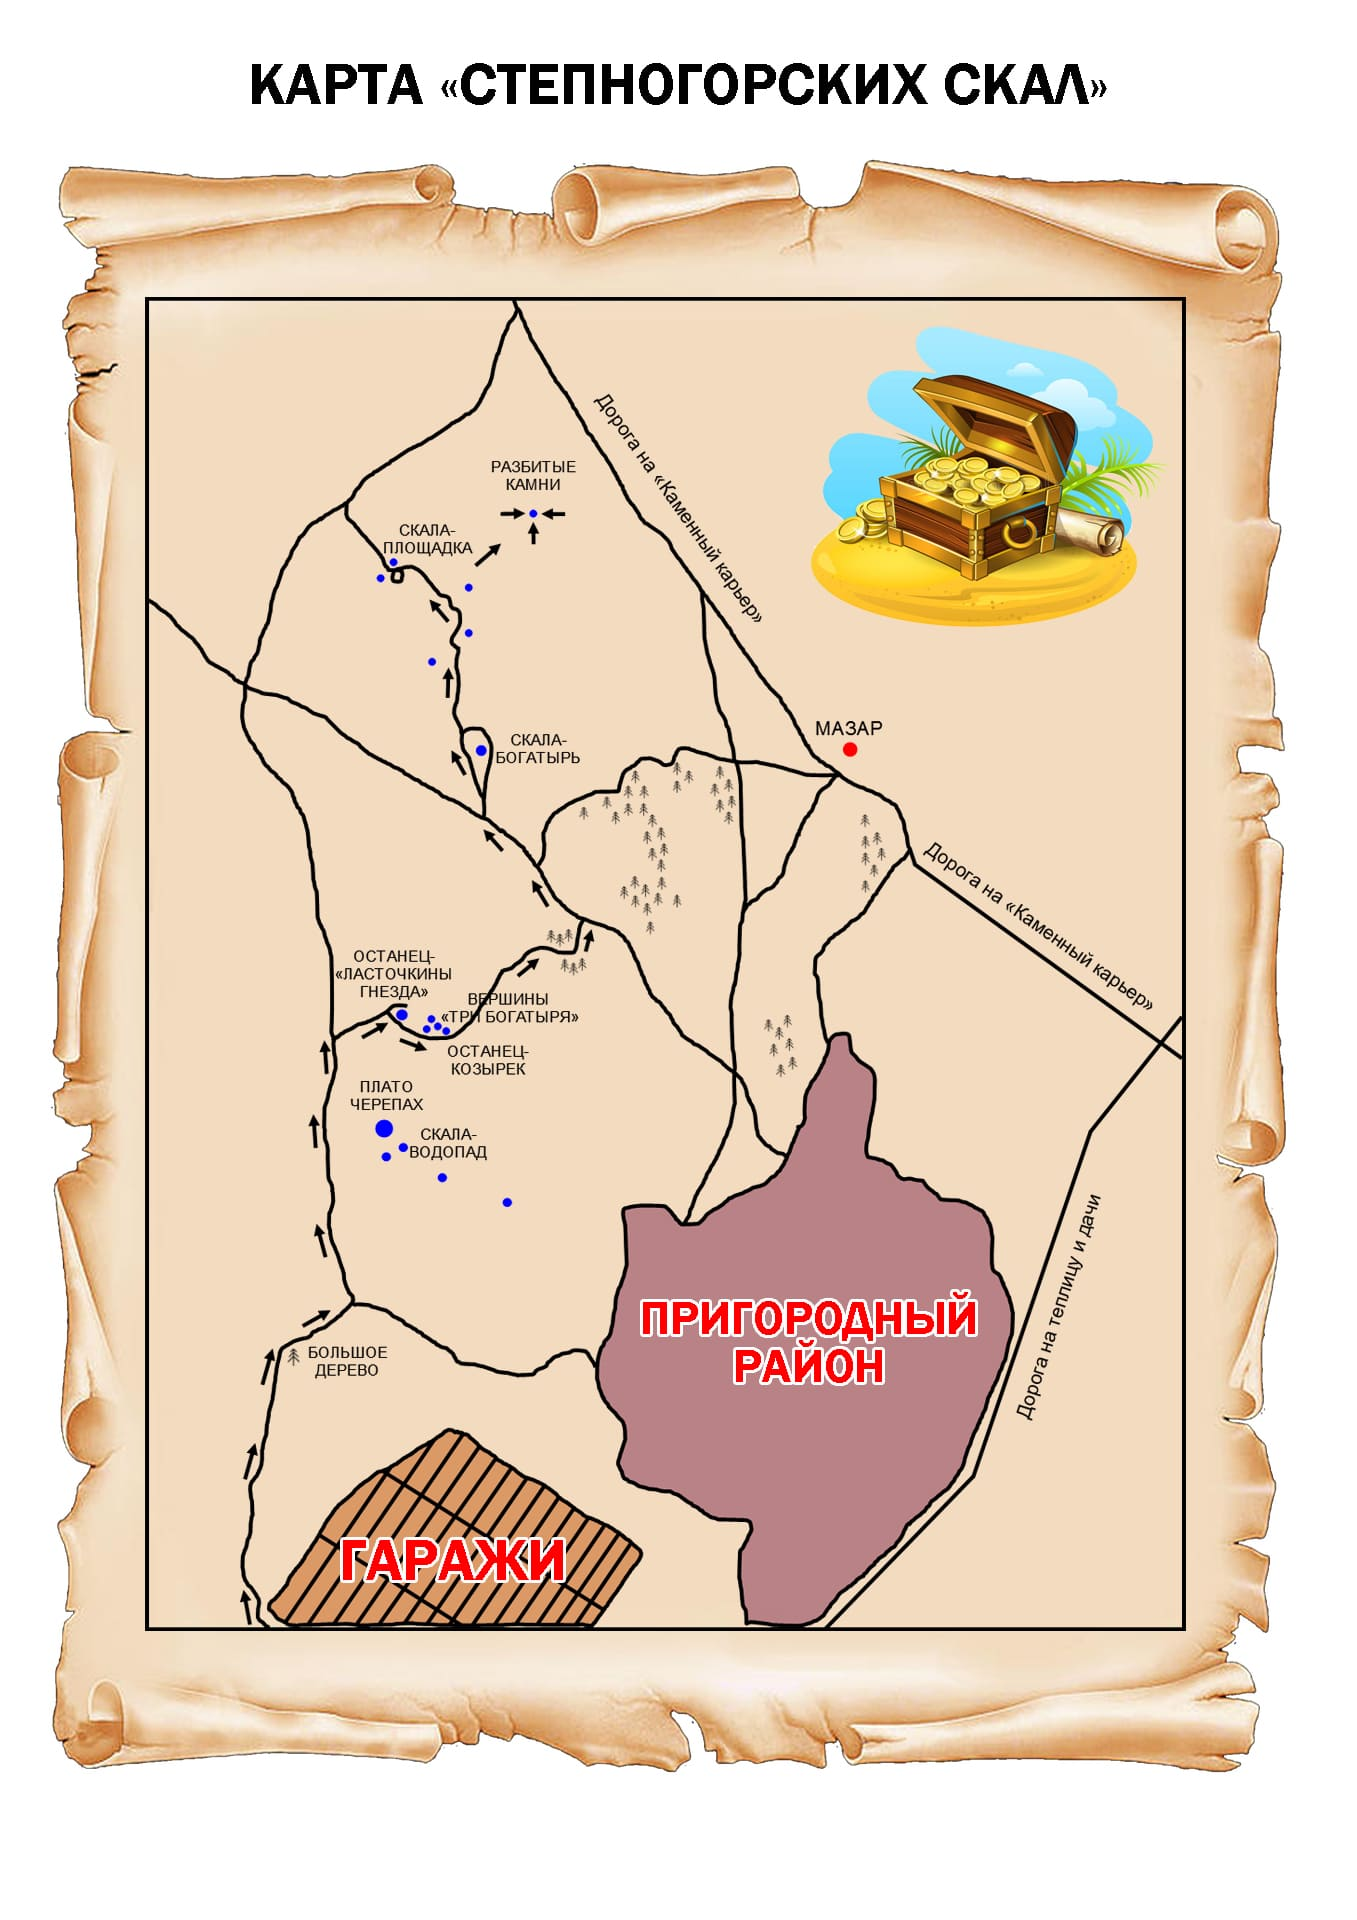 КАРТА «СТЕПНОГОРСКИХ СКАЛ»
Дорога на «Каменный карьер»
РАЗБИТЫЕ
КАМНИ
СКАЛА-
ПЛОЩАДКА
МАЗАР
СКАЛА-
БОГАТЫРЬ
Дорога на «Каменный карьер»
ОСТАНЕЦ-
«ЛАСТОЧКИНЫ
ГНЕЗДА»
ВЕРШИНЫ
«ТРИ БОГАТЫРЯ»
ОСТАНЕЦ-
КОЗЫРЕК
ПЛАТО
ЧЕРЕПАХ
СКАЛА-
ВОДОПАД
Дорога на теплицу и дачи
ПРИГОРОДНЫЙ
РАЙОН
БОЛЬШОЕ
ДЕРЕВО
ГАРАЖИ